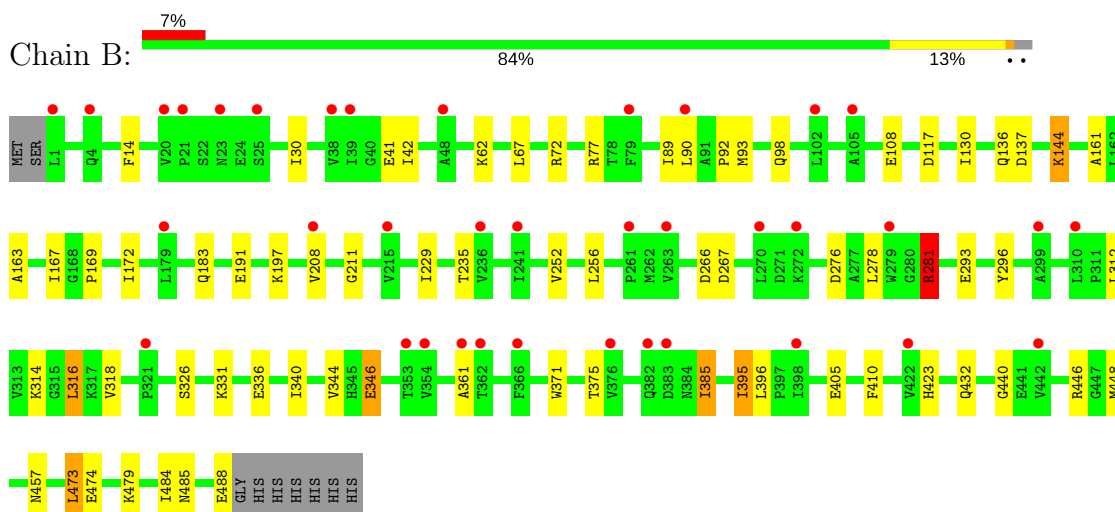 7%
Chain B:
84% 13% • •
MET SER L1 Q4 F14 V20 P21 S22 N23 E24 S25 I30 V38 I39 G40 E41 I42 A48 K62 L67 R72 R77 T78 F79 I89 L90 A91 P92 M93 Q98 L102 A105 E108 D117 I130 Q136 D137 K144 A161 L162
A163 I167 G168 P169 I172 L179 Q183 E191 K197 V208 G211 V215 I229 T235 V236 I241 V252 L256 P261 M262 V263 D266 D267 L270 D271 K272 D276 A277 L278 W279 G280 R281 E293 Y296 A299 L310 P311 L312
V313 K314 G315 L316 K317 V318 P321 S326 K331 E336 I340 V344 H345 E346 T353 V354 A361 T362 F366 W371 T375 V376 Q382 D383 N384 I385 I395 L396 P397 I398 E405 F410 V422 H423 Q432 G440 E441 V442 R446 G447 M448
N457 L473 E474 K479 I484 N485 E488 GLY HIS HIS HIS HIS HIS HIS